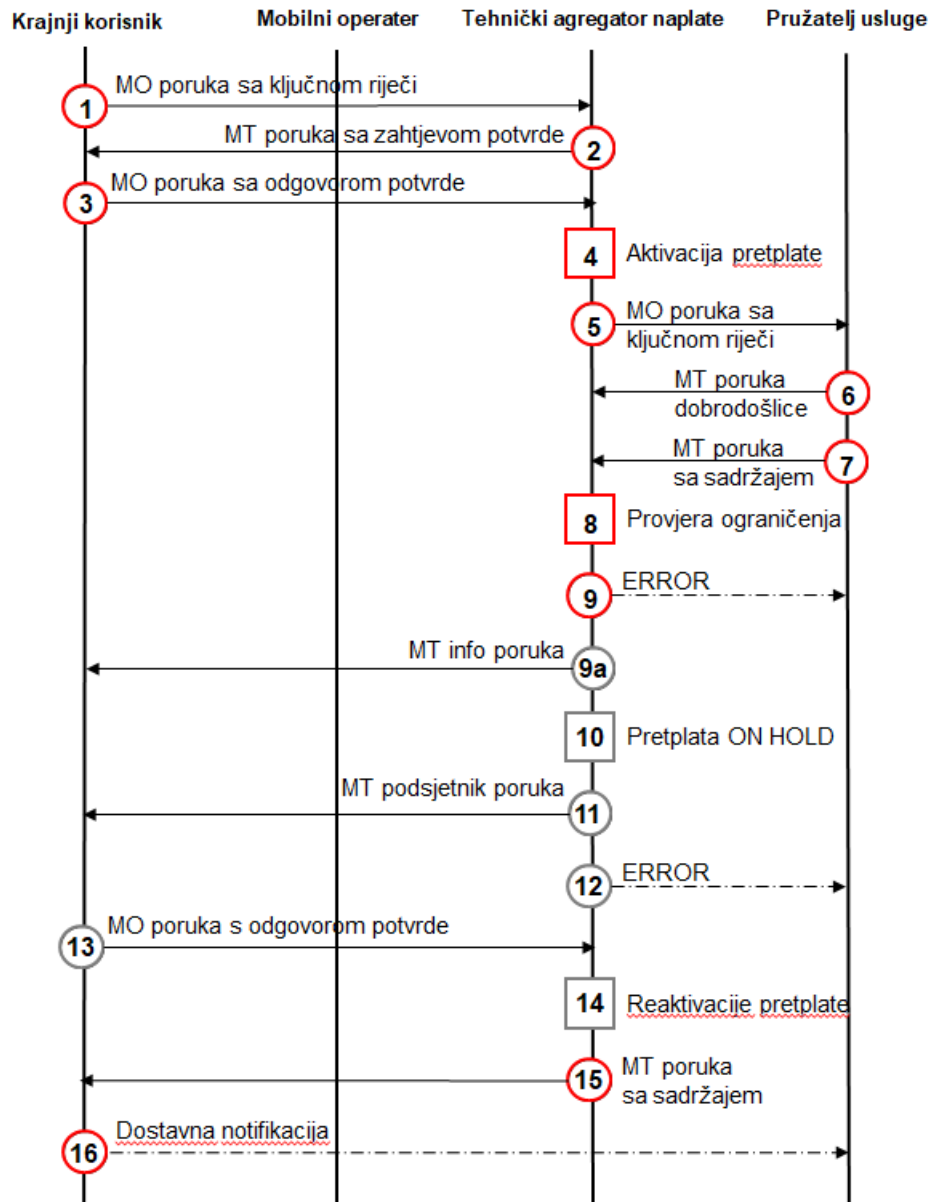 Krajnji korisnik
Mobilni operater
Tehnički agregator naplate
Pružatelj usluge
MO poruka sa ključnom riječi
1
MT poruka sa zahtjevom potvrde
2
MO poruka sa odgovorom potvrde
3
4
Aktivacija pretplate
5
MO poruka sa
ključnom riječi
MT poruka
dobrodošlice
6
MT poruka
sa sadržajem
7
8
Provjera ograničenja
9
ERROR
MT info poruka
9a
10
Pretplata ON HOLD
MT podsjetnik poruka
11
12
ERROR
MO poruka s odgovorom potvrde
13
14
Reaktivacije pretplate
15
MT poruka
sa sadržajem
Dostavna notifikacija
16